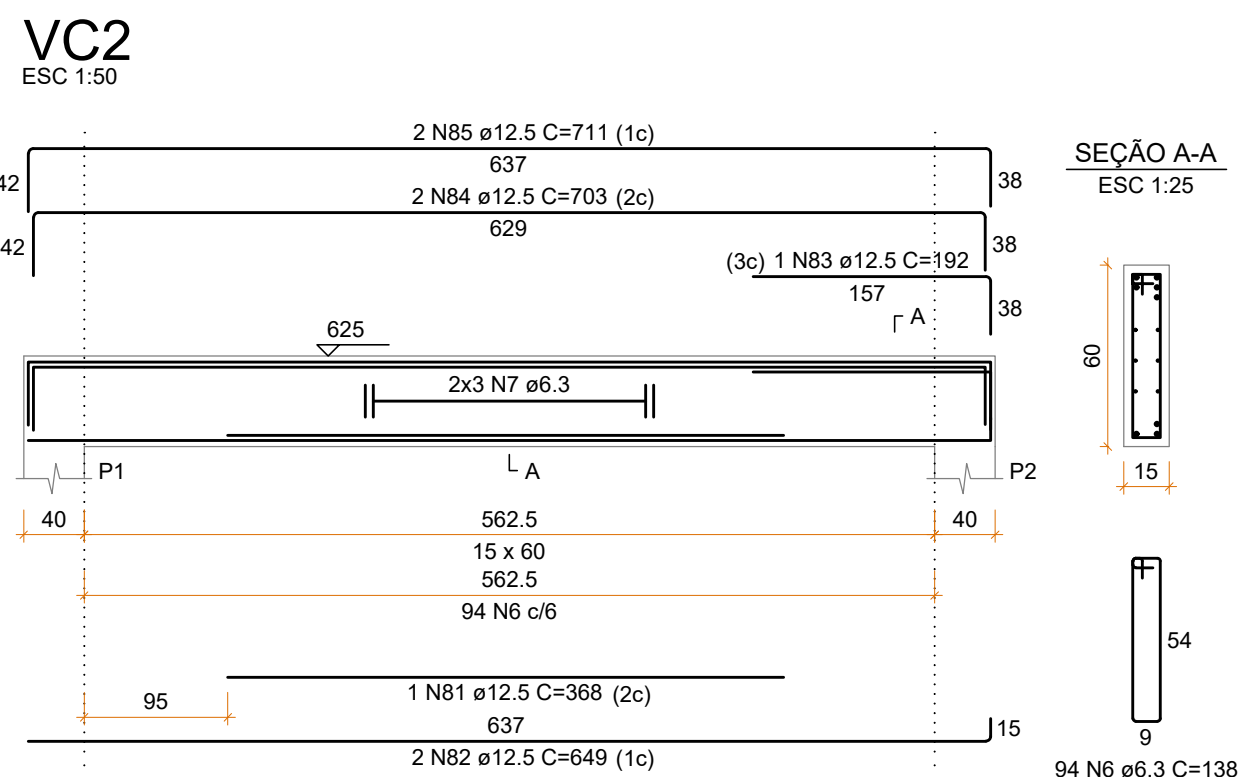 VC2
ESC 1:50
2 N85 ø12.5 C=711 (1c)
637
42
38
2 N84 ø12.5 C=703 (2c)
629
42
38
(3c) 1 N83 ø12.5 C=192
157
38
A
625
2x3 N7 ø6.3
P1
A
P2
40
562.5
40
15 x 60
562.5
94 N6 c/6
95
1 N81 ø12.5 C=368 (2c)
637
15
2 N82 ø12.5 C=649 (1c)
SEÇÃO A-A
ESC 1:25
60
15
54
9
94 N6 ø6.3 C=138